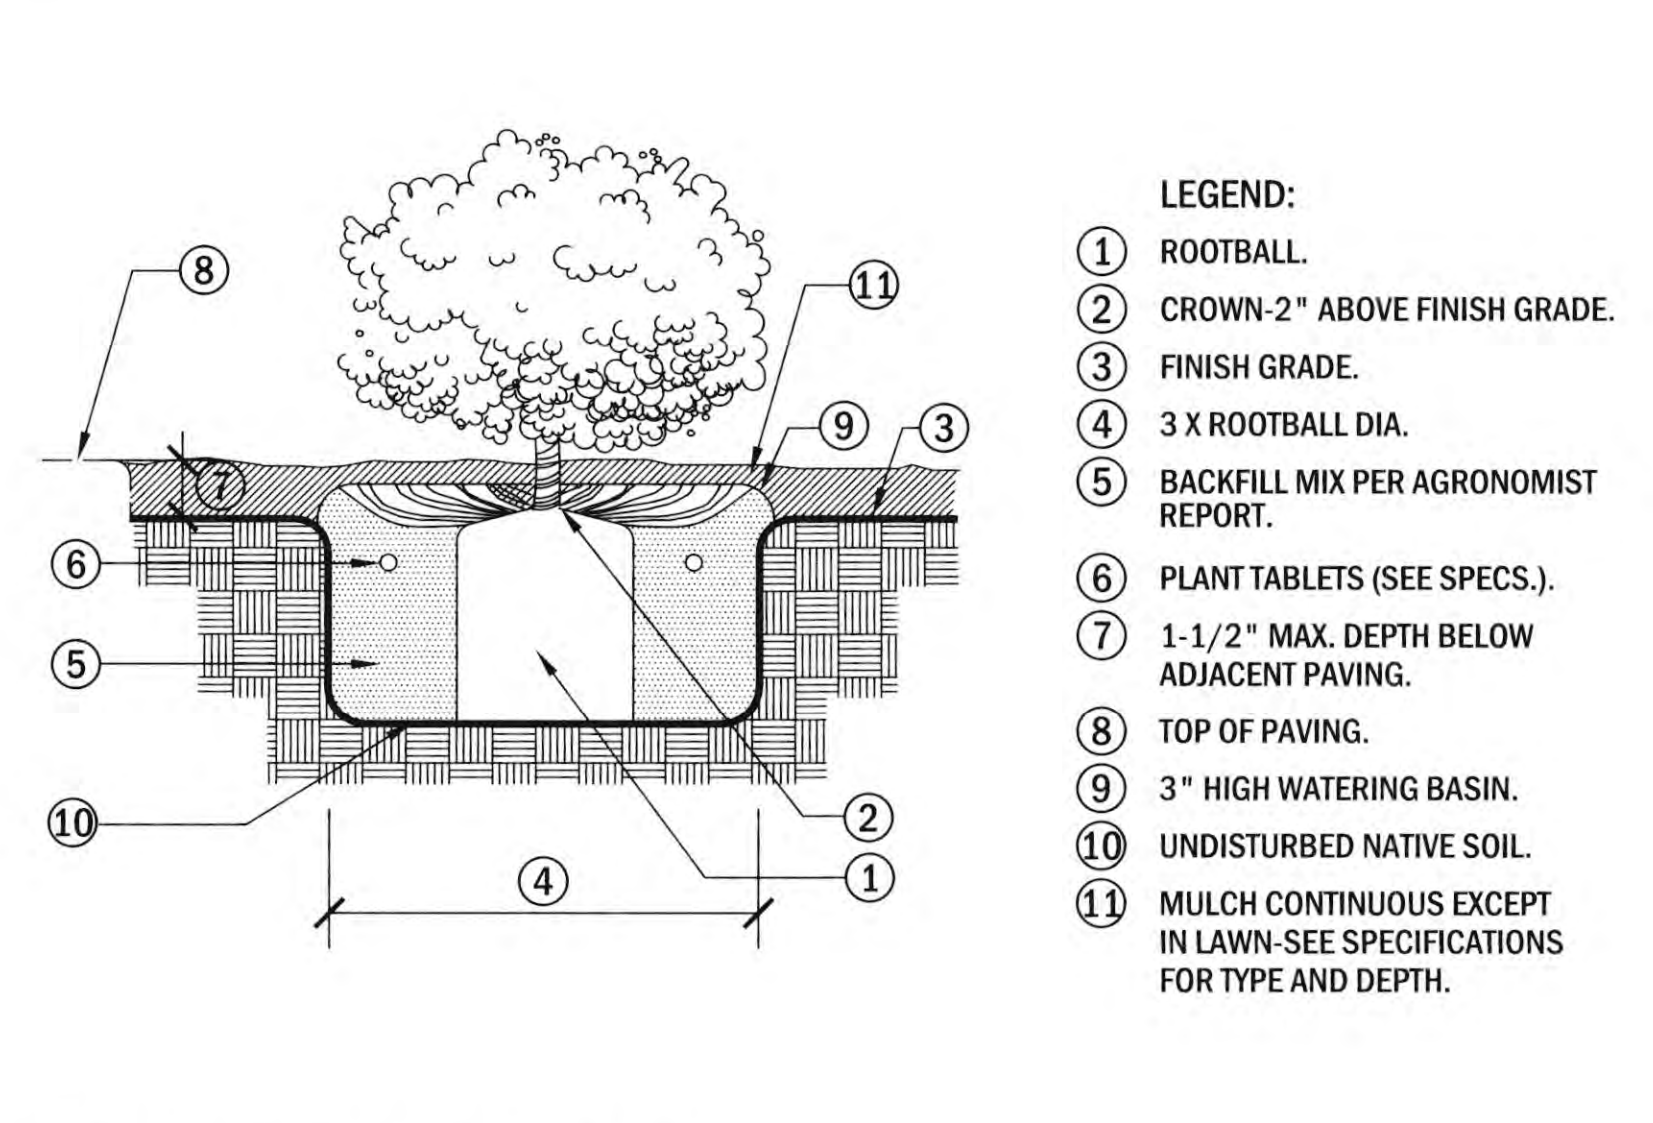 8
11
9
3
7
6
5
10
2
4
1
LEGEND:
1 ROOTBALL.
2 CROWN-2" ABOVE FINISH GRADE.
3 FINISH GRADE.
4 3 X ROOTBALL DIA.
5 BACKFILL MIX PER AGRONOMIST
REPORT.
6 PLANT TABLETS (SEE SPECS.).
7 1-1/2" MAX. DEPTH BELOW
ADJACENT PAVING.
8 TOP OF PAVING.
9 3" HIGH WATERING BASIN.
10 UNDISTURBED NATIVE SOIL.
11 MULCH CONTINUOUS EXCEPT
IN LAWN-SEE SPECIFICATIONS
FOR TYPE AND DEPTH.